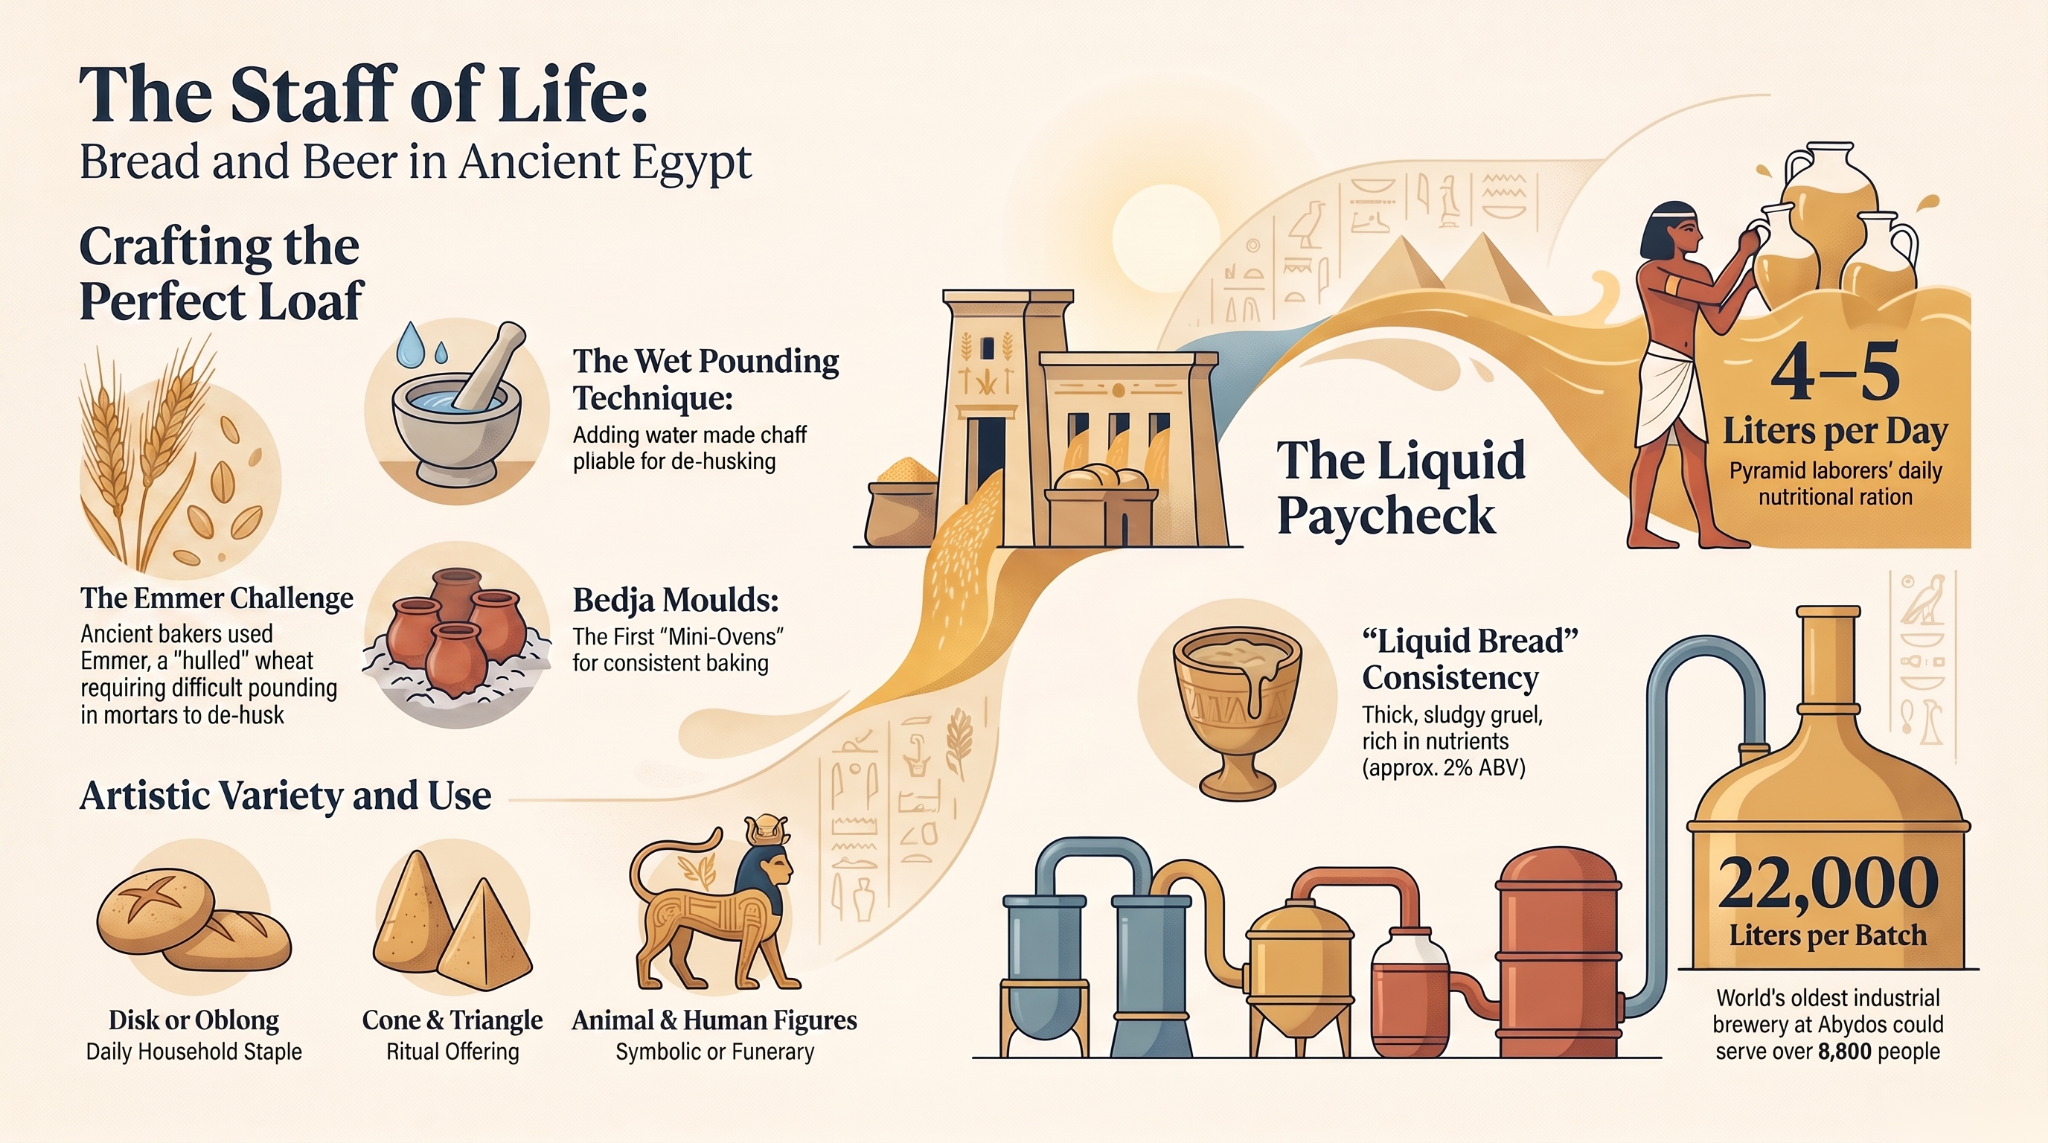 The Staff of Life:
Bread and Beer in Ancient Egypt
Crafting the
Perfect Loaf
The Wet Pounding
Technique:
Adding water made chaff
pliable for de-husking
The Emmer Challenge
Ancient bakers used
Emmer, a "hulled" wheat
requiring difficult pounding
in mortars to de-husk
Bedja Moulds:
The First “Mini-Ovens”
for consistent baking
Artistic Variety and Use
Disk or Oblong
Daily Household Staple
Cone & Triangle
Ritual Offering
Animal & Human Figures
Symbolic or Funerary
The Liquid
Paycheck
4–5
Liters per Day
Pyramid laborers’ daily
nutritional ration
“Liquid Bread”
Consistency
Thick, sludgy gruel,
rich in nutrients
(approx. 2% ABV)
22,000
Liters per Batch
World's oldest industrial
brewery at Abydos could
serve over 8,800 people